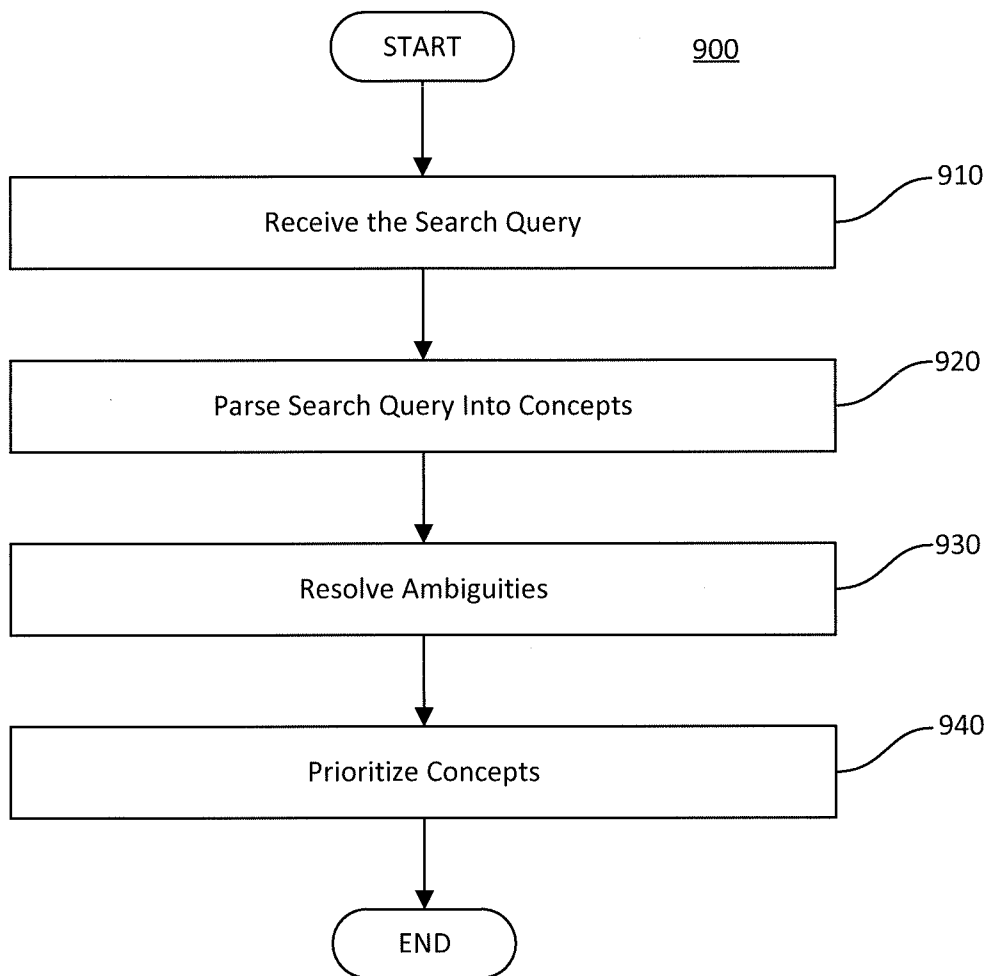 START
900
910
Receive the Search Query
920
Parse Search Query Into Concepts
930
Resolve Ambiguities
940
Prioritize Concepts
END